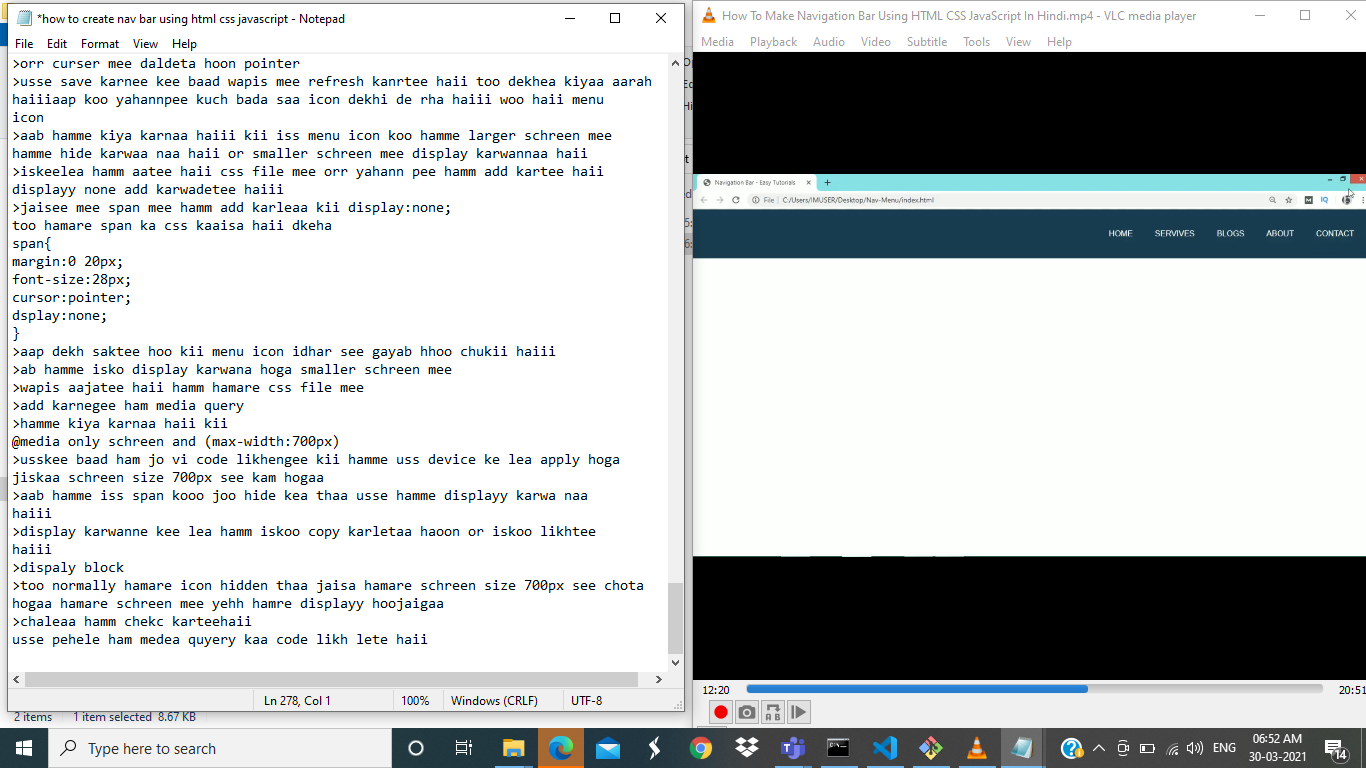 *how to create nav bar using html css javascript - Notepad
File Edit Format View Help
>orr curser mee daldeta hoon pointer
>usse save karnee kee baad wapis mee refresh kanrtee haii too dekhea kiyaa aarah
haiiiaap koo yahannpee kuch bada saa icon dekhi de rha haiii woo haii menu
icon
>aab hamme kiya karnaa haiii kii iss menu icon koo hamme larger schreen mee
hamme hide karwaa naa haii or smaller schreen mee display karwannaa haii
>iskeelea hamm aatee haii css file mee orr yahann pee hamm add kartee haii
displayy none add karwadetee haiii
>jaisee mee span mee hamm add karleaa kii display:none;
too hamare span ka css kaaisa haii dkeha
span{
margin:0 20px;
font-size:28px;
cursor:pointer;
dsplay:none;
}
>aap dekh saktee hoo kii menu icon idhar see gayab hhoo chukii haiii
>ab hamme isko display karwana hoga smaller schreen mee
>wapis aajatee haii hamm hamare css file mee
>add karnegee ham media query
>hamme kiya karnaa haii kii
@media only schreen and (max-width:700px)
>usskee baad ham jo vi code likhengee kii hamme uss device ke lea apply hoga
jiskaa schreen size 700px see kam hogaa
>aab hamme iss span kooo joo hide kea thaa usse hamme displayy karwa naa
haiii
>display karwanne kee lea hamm iskoo copy karletaa haoon or iskoo likhtee
haiii
>dispaly block
>too normally hamare icon hidden thaa jaisa hamare schreen size 700px see chota
hogaa hamare schreen mee yehh hamre displayy hoojaigaa
>chaleaa hamm chekc karteehaii
usse pehele ham medea quyery kaa code likh lete haii
Ln 278, Col 1 100% Windows (CRLF) UTF-8
2 items 1 item selected 8.67 KB
How To Make Navigation Bar Using HTML CSS JavaScript In Hindi.mp4 - VLC media player
Media Playback Audio Video Subtitle Tools View Help
Navigation Bar - Easy Tutorials
File C:/Users/IMUSER/Desktop/Nav-Menu/index.html
HOME SERVIVES BLOGS ABOUT CONTACT
12:20 20:51
Type here to search
ENG
06:52 AM
30-03-2021
14